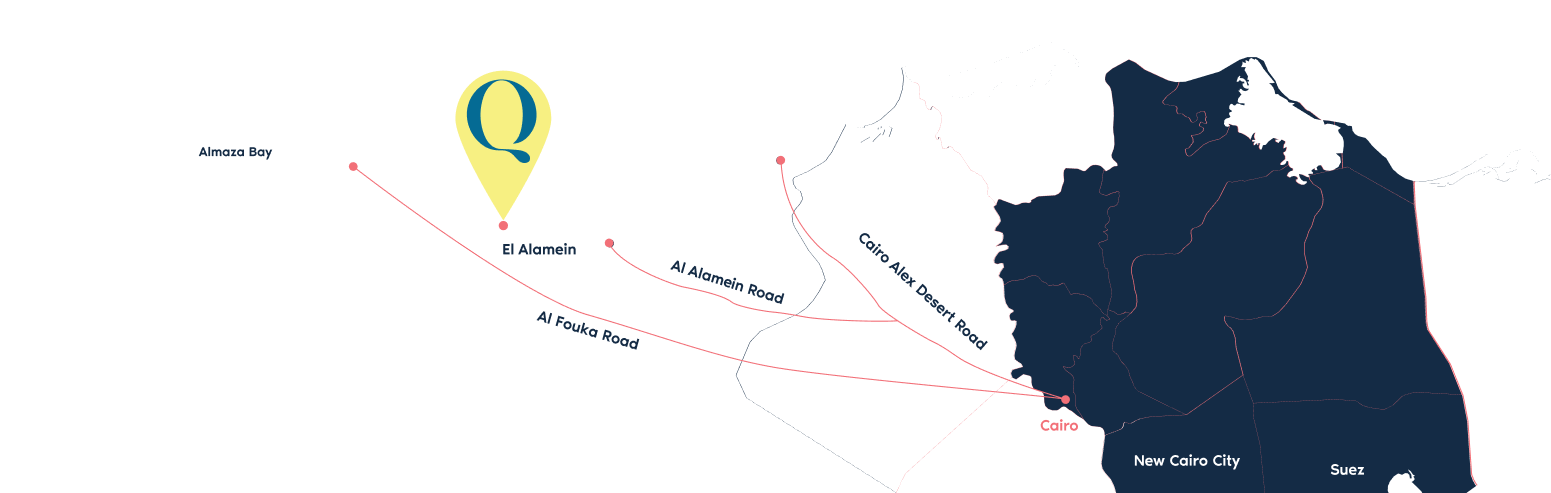 Almaza Bay
Q
El Alamein
Al Alamein Road
Cairo Alex Desert Road
Al Fouka Road
Cairo
New Cairo City
Suez